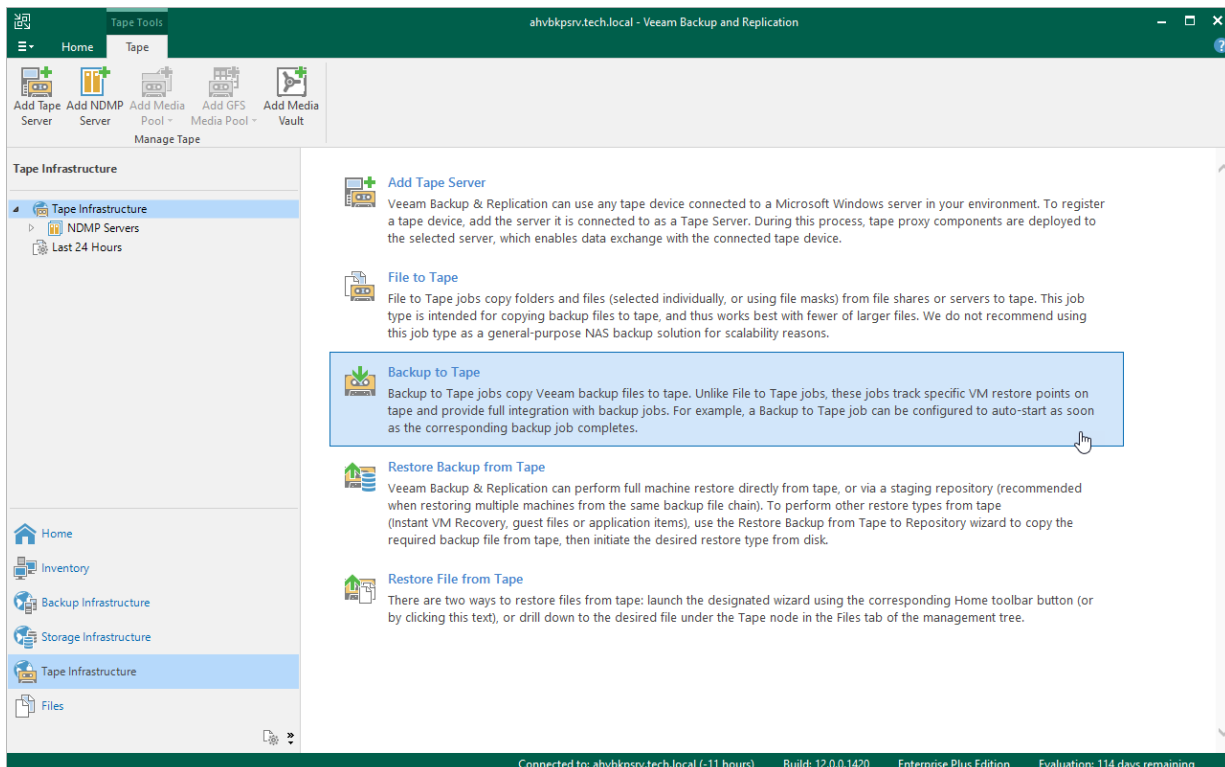 Tape Tools
ahvbkpsrv.tech.local - Veeam Backup and Replication
Home
Tape
Add Tape Server
Add NDMP Server
Add Media Pool
Add GFS Media Pool
Add Media Vault
Manage Tape
Tape Infrastructure
Tape Infrastructure
NDMP Servers
Last 24 Hours
Home
Inventory
Backup Infrastructure
Storage Infrastructure
Tape Infrastructure
Files
Add Tape Server
Veeam Backup & Replication can use any tape device connected to a Microsoft Windows server in your environment. To register
a tape device, add the server it is connected to as a Tape Server. During this process, tape proxy components are deployed to
the selected server, which enables data exchange with the connected tape device.
File to Tape
File to Tape jobs copy folders and files (selected individually, or using file masks) from file shares or servers to tape. This job
type is intended for copying backup files to tape, and thus works best with fewer of larger files. We do not recommend using
this job type as a general-purpose NAS backup solution for scalability reasons.
Backup to Tape
Backup to Tape jobs copy Veeam backup files to tape. Unlike File to Tape jobs, these jobs track specific VM restore points on
tape and provide full integration with backup jobs. For example, a Backup to Tape job can be configured to auto-start as soon
as the corresponding backup job completes.
Restore Backup from Tape
Veeam Backup & Replication can perform full machine restore directly from tape, or via a staging repository (recommended
when restoring multiple machines from the same backup file chain). To perform other restore types from tape
(Instant VM Recovery, guest files or application items), use the Restore Backup from Tape to Repository wizard to copy the
required backup file from tape, then initiate the desired restore type from disk.
Restore File from Tape
There are two ways to restore files from tape: launch the designated wizard using the corresponding Home toolbar button (or
by clicking this text), or drill down to the desired file under the Tape node in the Files tab of the management tree.
Connected to: ahvbkpsrv.tech.local (-11 hours)
Build: 12.0.0.1420
Enterprise Plus Edition
Evaluation: 114 days remaining